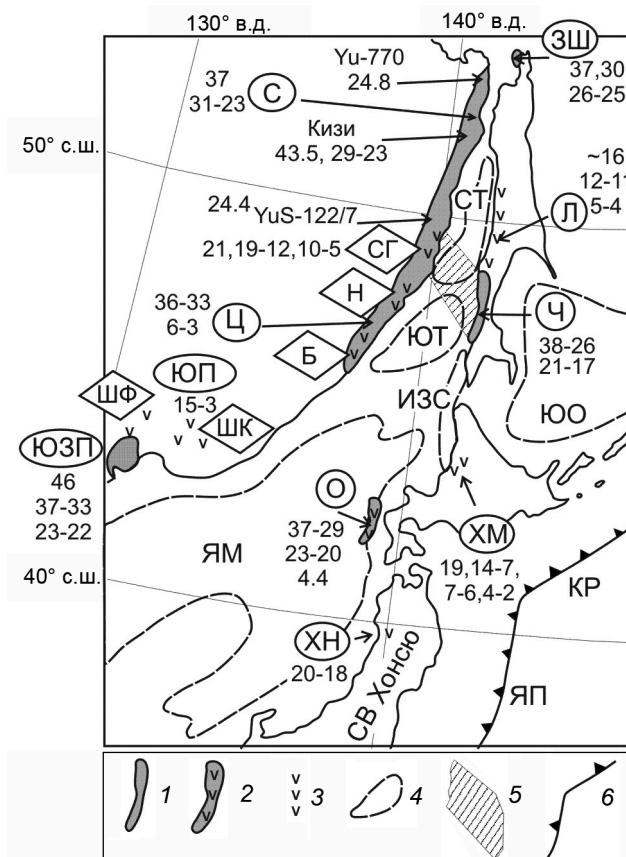 130° в.д.
140° в.д.
ЗШ
Yu-770
24.8
37
31-23
С
37,30
26-25
Кизи
43.5, 29-23
50° с.ш.
~16
12-11
5-4
СТ
Л
24.4
YuS-122/7
21,19-12,10-5
СГ
Н
36-33
6-3
Ц
Ч
ЮТ
38-26
21-17
Б
ЮП
15-3
ШФ
ШК
ИЗС
ЮО
ЮЗП
46
37-33
23-22
О
37-29
23-20
4.4
ЯМ
ХМ
19,14-7,
7-6,4-2
КР
40° с.ш.
ХН
20-18
СВ Хонсю
ЯП
1 2 3 4 5 6